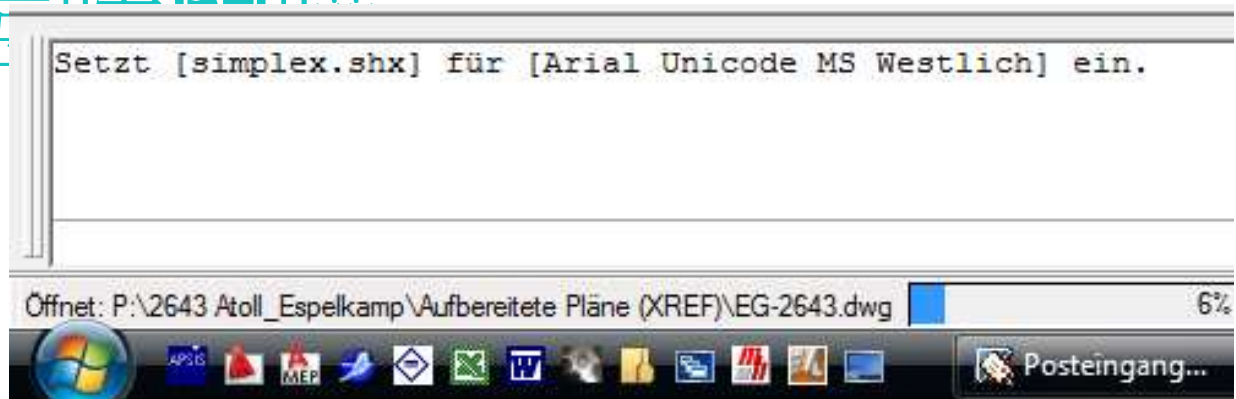 Setzt [simplex.shx] für [Arial Unicode MS Westlich] ein.
Öffnet: P:\2643 Atoll_Espelkamp\Aufbereitete Pläne (XREF)\EG-2643.dwg 6%
APSIS MEP Posteingang...